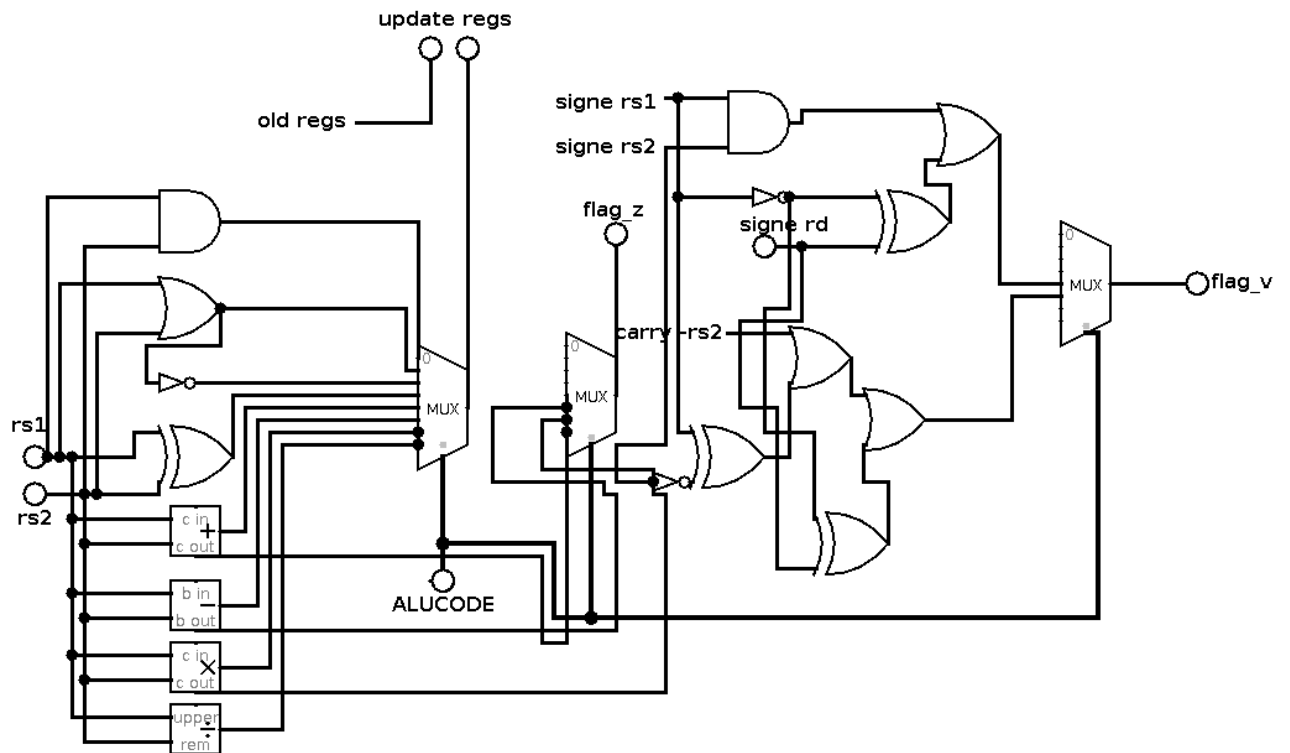 update regs
old regs
signe rs1
signe rs2
flag_z
signe rd
0
MUX
flag_v
carry -rs2
0
MUX
0
MUX
rs1
rs2
c in
+
c out
ALUCODE
b in
−
b out
c in
×
c out
upper
÷
rem